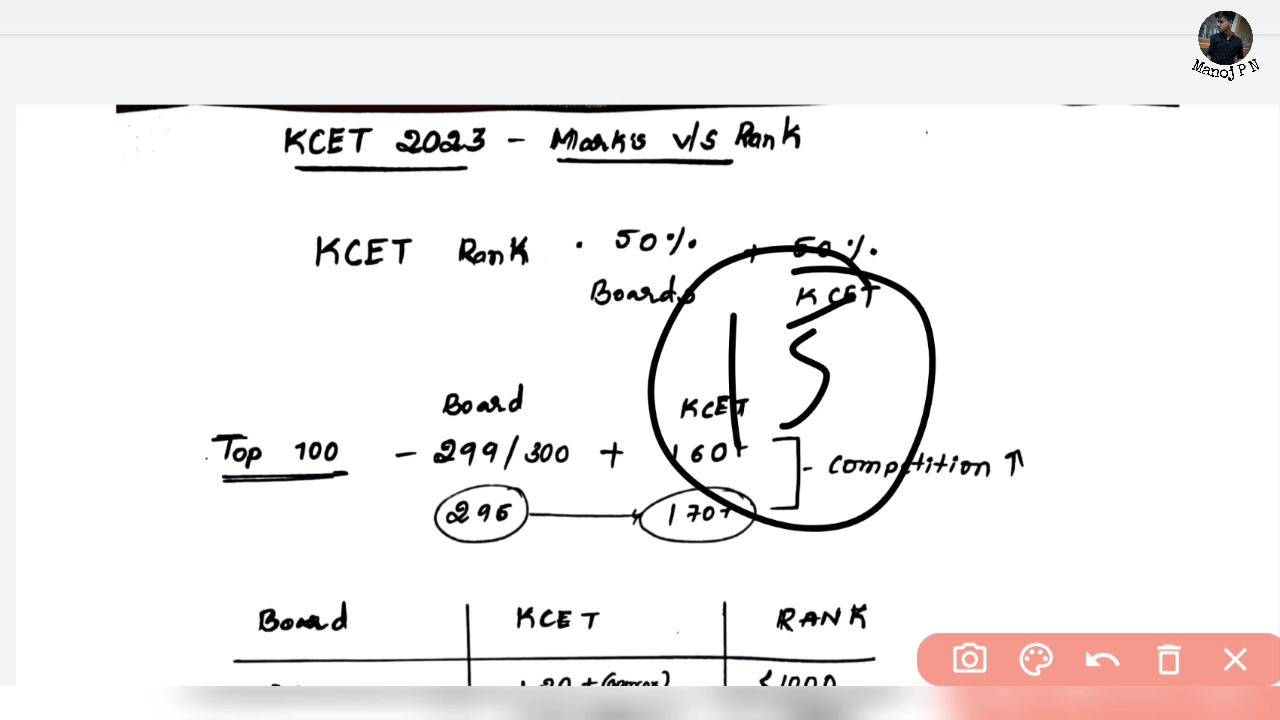 Manoj P N
KCET 2023 - Marks v/s Rank
KCET Rank . 50% + 50%
Boards KCET
15
Board KCET
Top 100 - 299/300 + 160+
- competition ↑
296 → 170+
Board KCET RANK